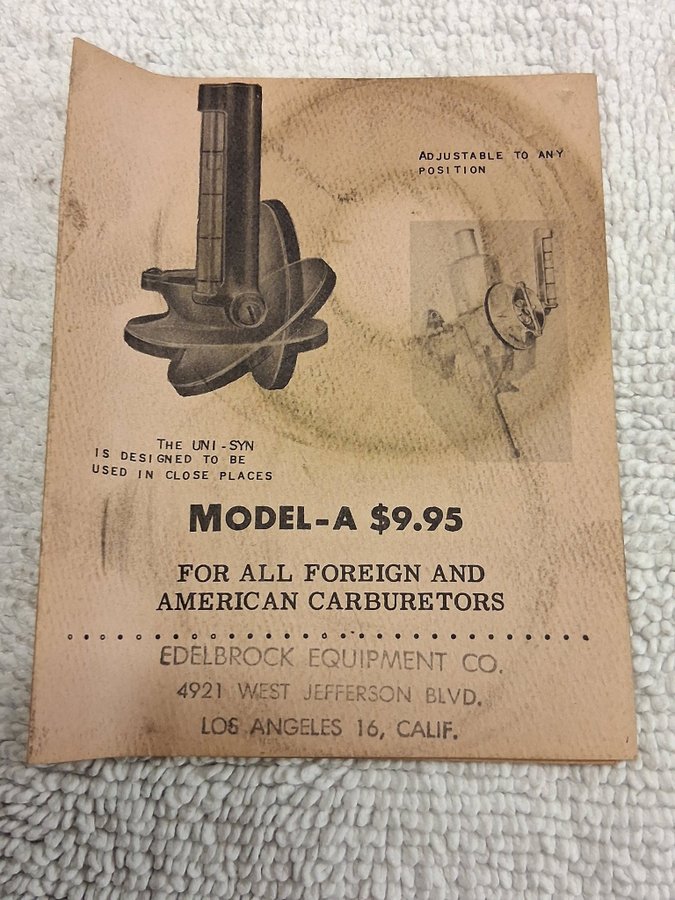 ADJUSTABLE TO ANY
POSITION
THE UNI-SYN
IS DESIGNED TO BE
USED IN CLOSE PLACES
MODEL-A $9.95
FOR ALL FOREIGN AND
AMERICAN CARBURETORS
EDELBROCK EQUIPMENT CO.
4921 WEST JEFFERSON BLVD.
LOS ANGELES 16, CALIF.